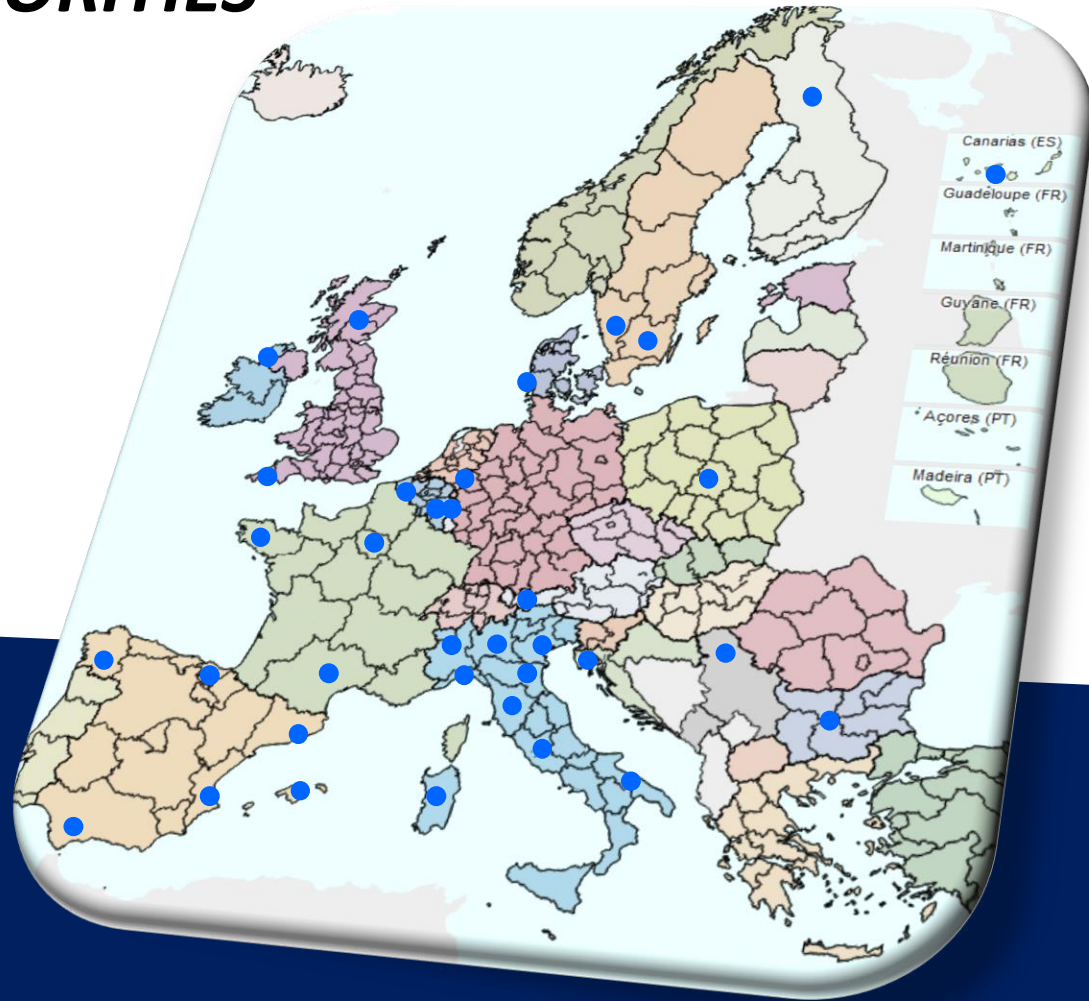 ORITIES
Canarias (ES)
Guadeloupe (FR)
Martinique (FR)
Guyane (FR)
Réunion (FR)
Açores (PT)
Madeira (PT)